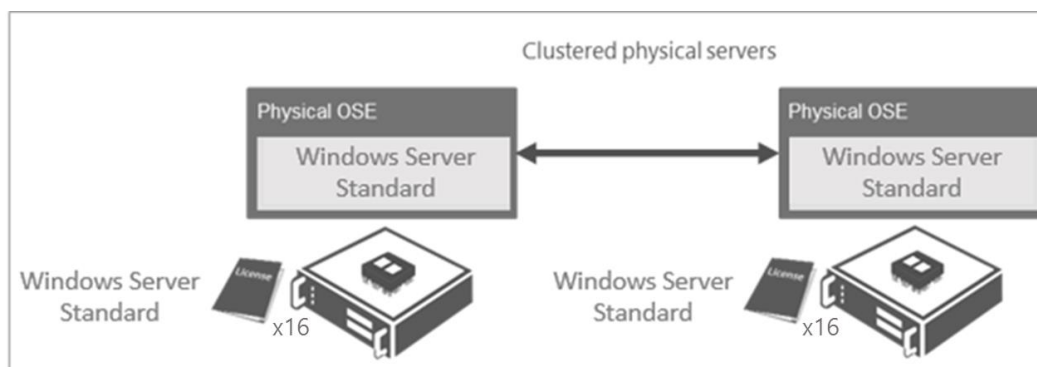 Clustered physical servers
Physical OSE
Windows Server
Standard
Physical OSE
Windows Server
Standard
Windows Server
Standard
License
x16
Windows Server
Standard
License
x16